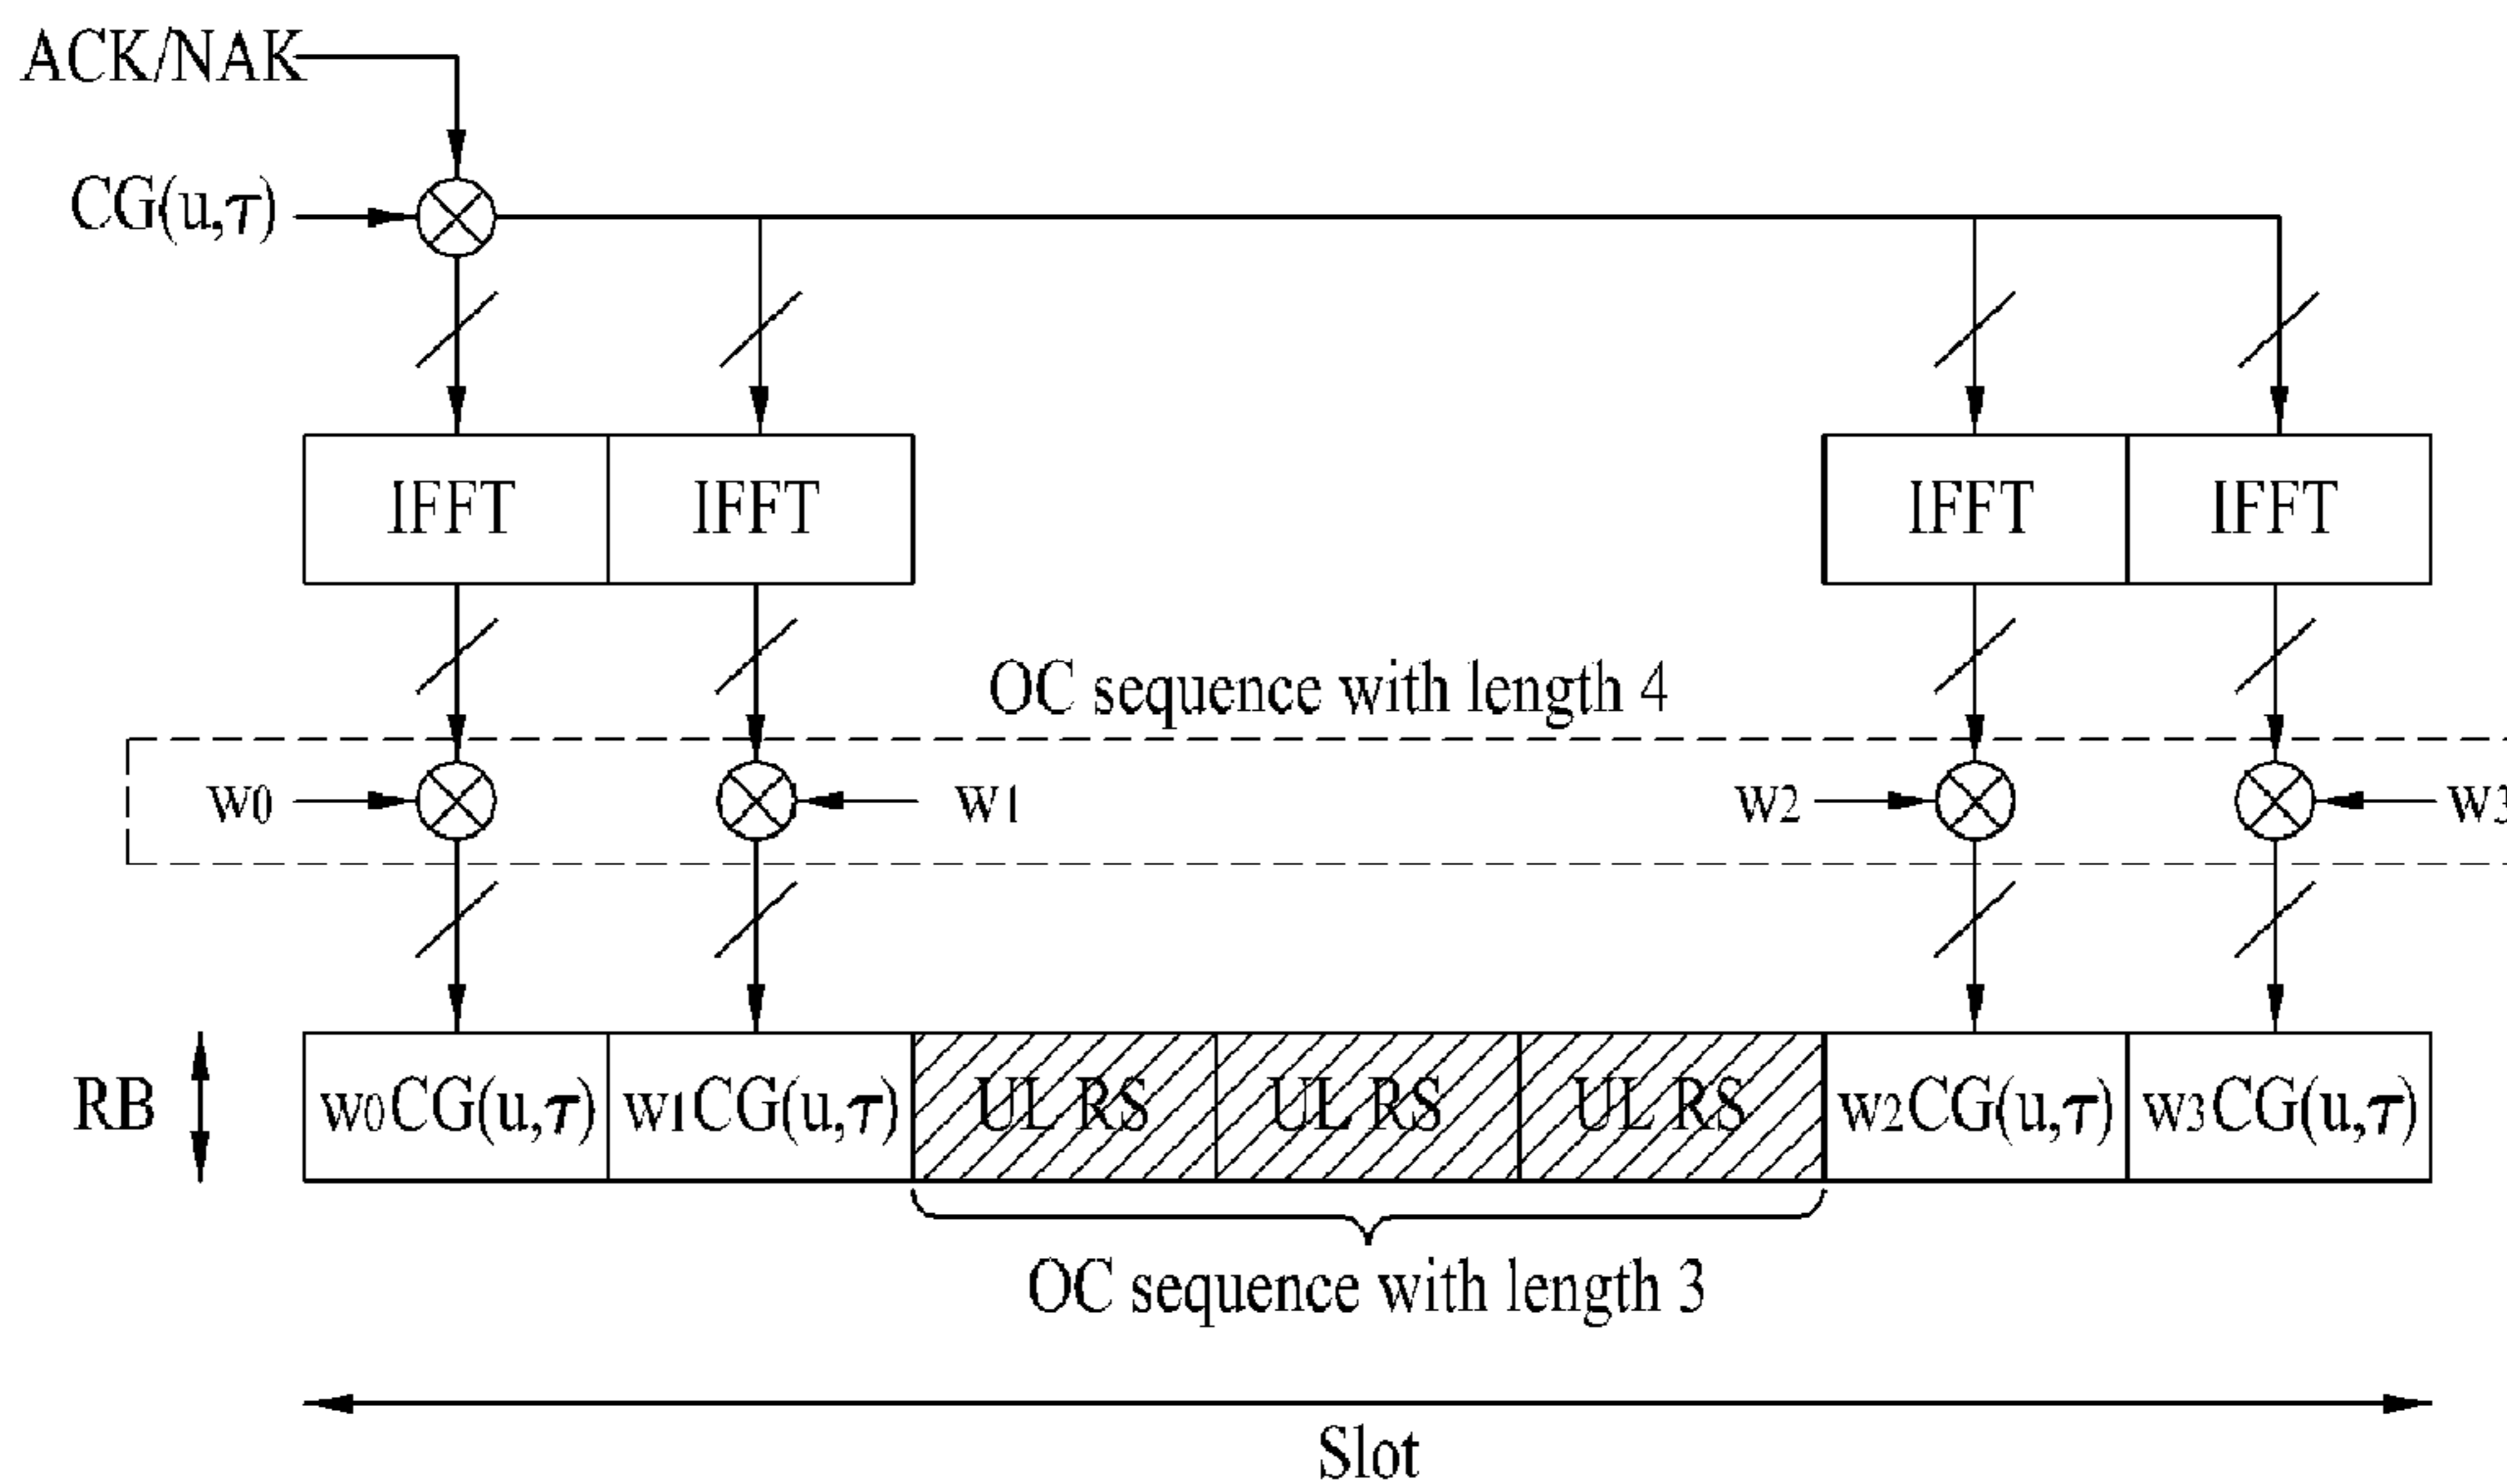 ACK/NAK
CG(u,τ)
IFFT IFFT IFFT IFFT
OC sequence with length 4
w0 w1 w2 w3
RB w0CG(u,τ) w1CG(u,τ) UL RS UL RS UL RS w2CG(u,τ) w3CG(u,τ)
OC sequence with length 3
Slot